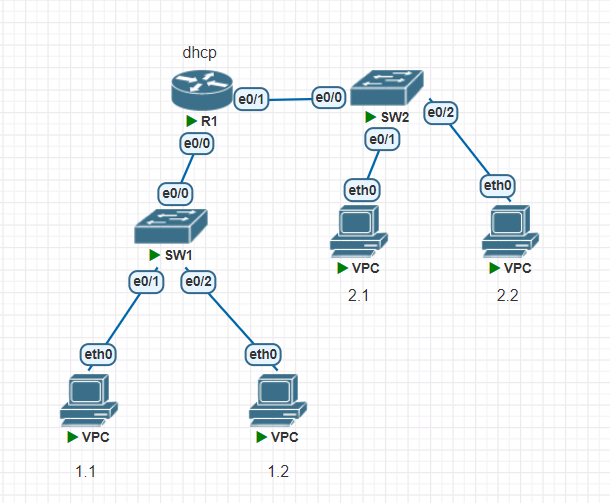 dhcp
e0/1
e0/0
R1
SW2
e0/2
e0/0
e0/1
e0/0
eth0
eth0
SW1
VPC
VPC
e0/1
e0/2
2.1
2.2
eth0
eth0
VPC
VPC
1.1
1.2